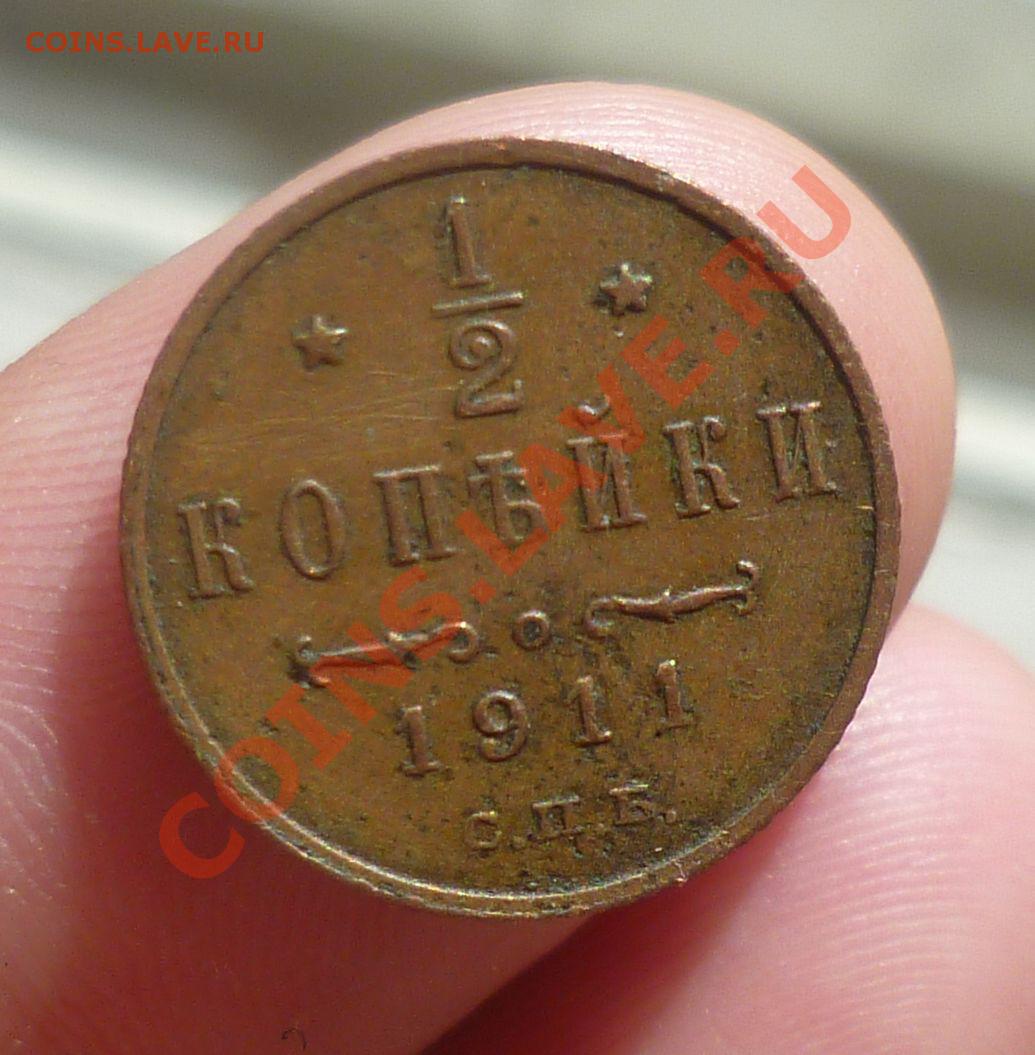 COINS.LAVE.RU
1
2
КОПѢЙКИ
1911
С.П.Б.
COINS.LAVE.RU